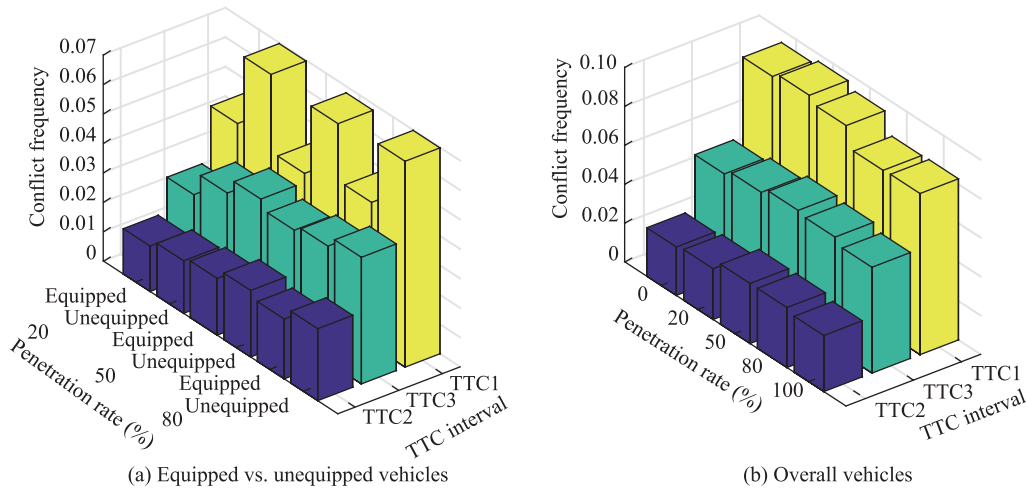 0.07
0.06
0.05
0.04
0.03
0.02
0.01
0
Conflict frequency
Equipped
Unequipped
20
Equipped
Unequipped
50
Equipped
Unequipped
80
Penetration rate (%)
TTC2
TTC3
TTC1
TTC interval
(a) Equipped vs. unequipped vehicles
0.10
0.08
0.06
0.04
0.02
0
Conflict frequency
0
20
50
80
100
Penetration rate (%)
TTC2
TTC3
TTC1
TTC interval
(b) Overall vehicles